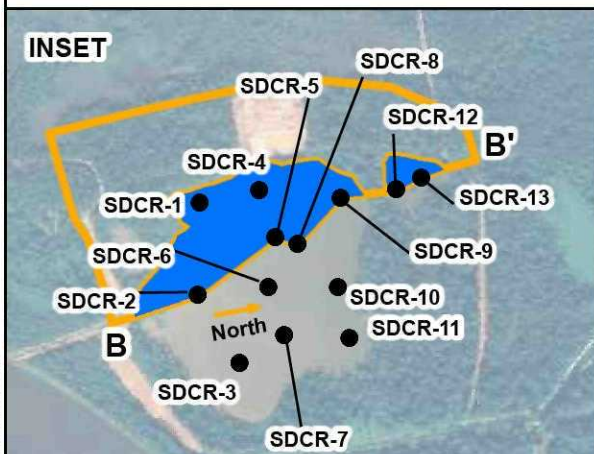 INSET
SDCR-8
SDCR-5
SDCR-12
B'
SDCR-4
SDCR-1
SDCR-13
SDCR-9
SDCR-6
SDCR-2
SDCR-10
North
SDCR-11
B
SDCR-3
SDCR-7